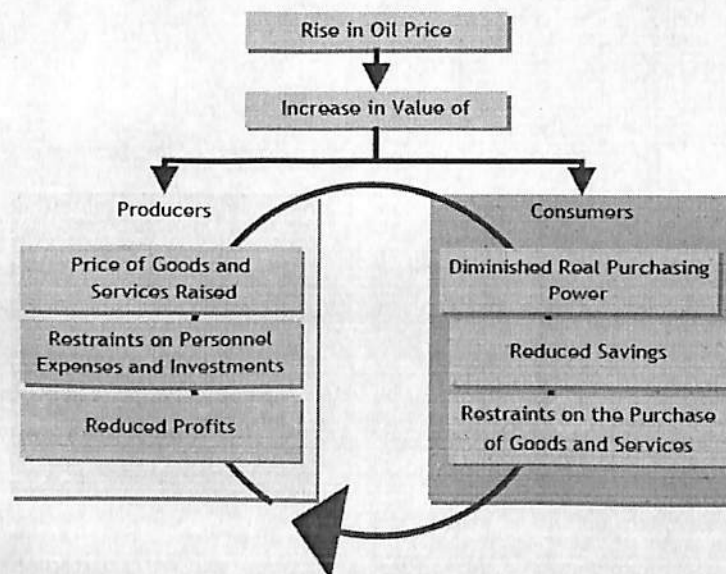 Rise in Oil Price
Increase in Value of
Producers
Price of Goods and
Services Raised
Restraints on Personnel
Expenses and Investments
Reduced Profits
Consumers
Diminished Real Purchasing
Power
Reduced Savings
Restraints on the Purchase
of Goods and Services